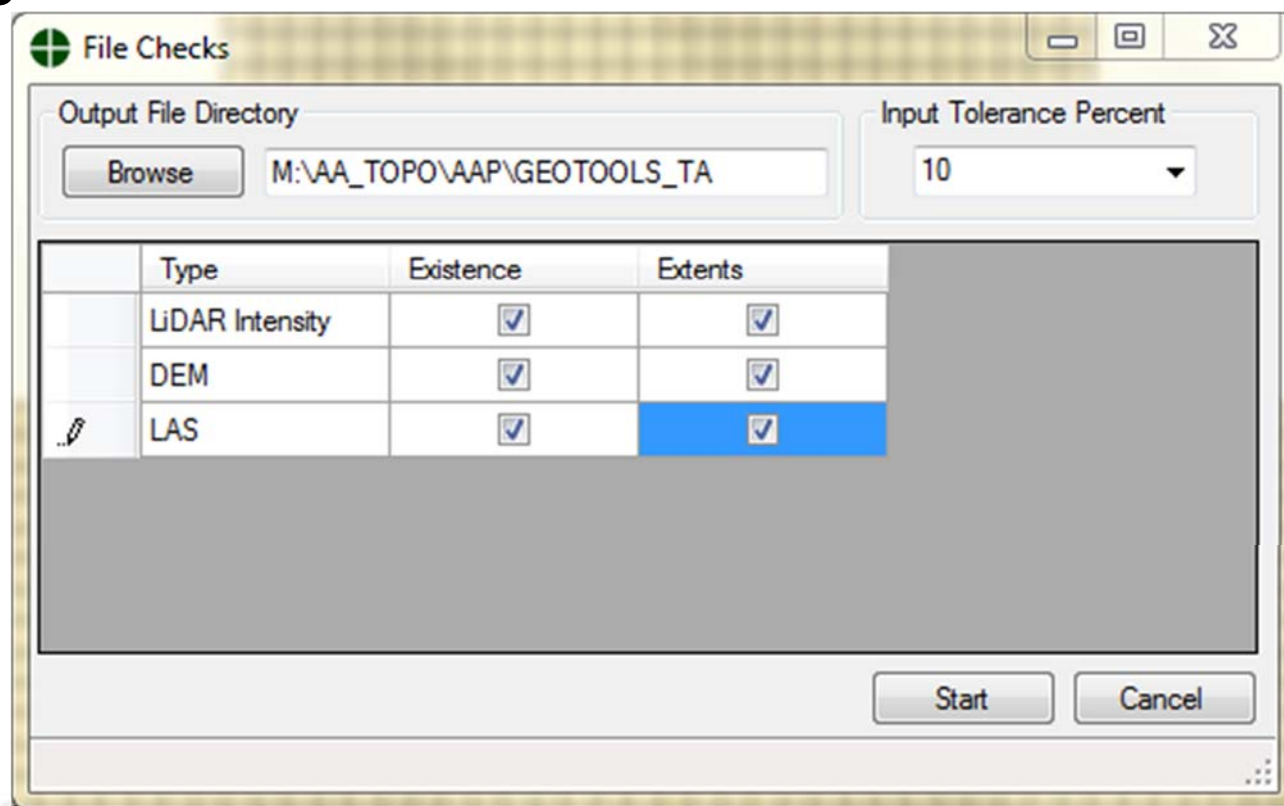 File Checks
Output File Directory
Input Tolerance Percent
Browse
M:\AA_TOPO\AAP\GEOTOOLS_TA
10
Type Existence Extents
LiDAR Intensity
DEM
LAS
Start
Cancel